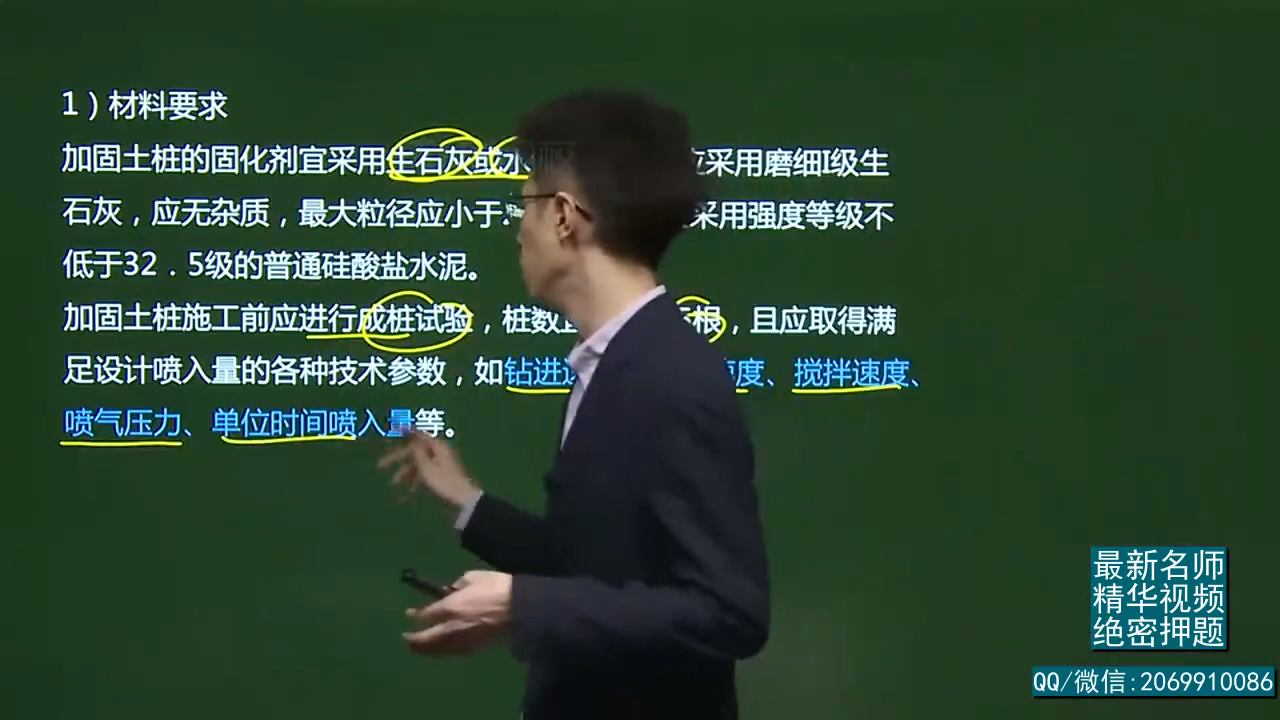 1）材料要求
加固土桩的固化剂宜采用生石灰或水 应采用磨细I级生
石灰，应无杂质，最大粒径应小于 采用强度等级不
低于32．5级的普通硅酸盐水泥。
加固土桩施工前应进行成桩试验，桩数 根，且应取得满
足设计喷入量的各种技术参数，如钻进 度、搅拌速度、
喷气压力、单位时间喷入量等。
最新名师
精华视频
绝密押题
QQ/微信:2069910086